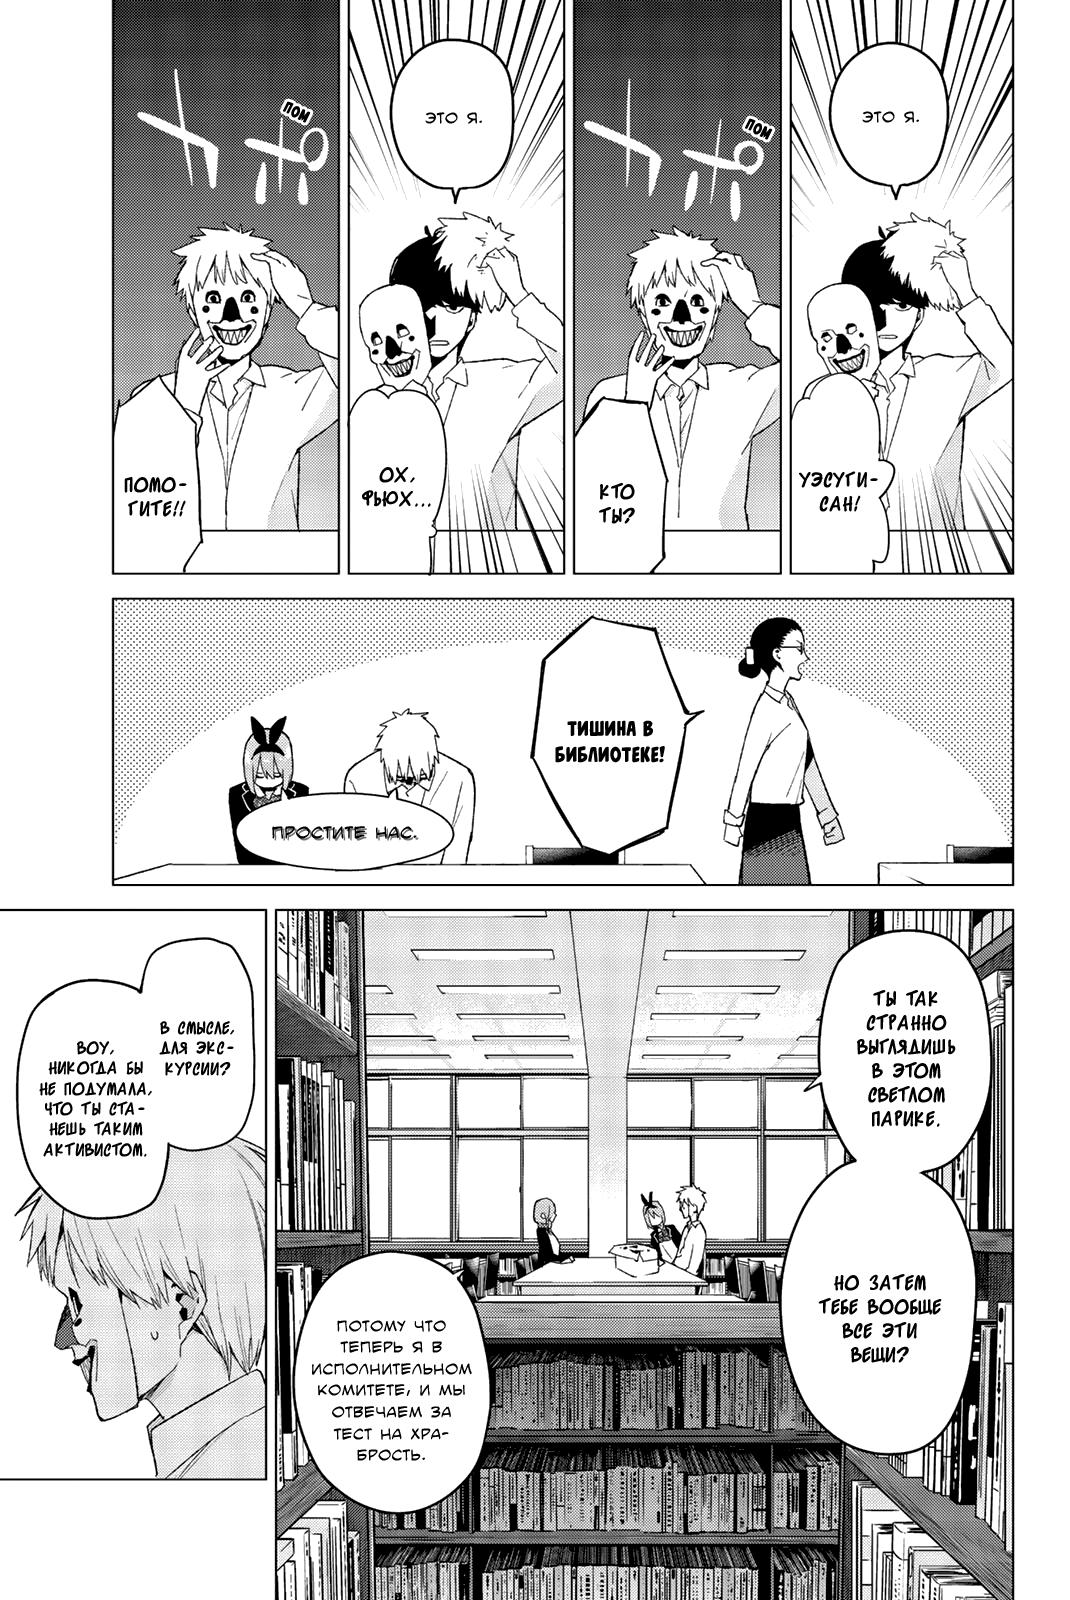 ЭТО Я.
УЭСУГИ-
САН!
ПОМ
КТО
ТЫ?
ЭТО Я.
ОХ,
ФЬЮХ...
ПОМ
ПОМО-
ГИТЕ!!
ТИШИНА В
БИБЛИОТЕКЕ!
ПРОСТИТЕ НАС.
ТЫ ТАК
СТРАННО
ВЫГЛЯДИШЬ
В ЭТОМ
СВЕТЛОМ
ПАРИКЕ.
НО ЗАТЕМ
ТЕБЕ ВООБЩЕ
ВСЕ ЭТИ
ВЕЩИ?
ПОТОМУ ЧТО
ТЕПЕРЬ Я В
ИСПОЛНИТЕЛЬНОМ
КОМИТЕТЕ, И МЫ
ОТВЕЧАЕМ ЗА
ТЕСТ НА ХРА-
БРОСТЬ.
В СМЫСЛЕ,
ДЛЯ ЭКС-
КУРСИИ?
ВОУ,
НИКОГДА БЫ
НЕ ПОДУМАЛА,
ЧТО ТЫ СТА-
НЕШЬ ТАКИМ
АКТИВИСТОМ.